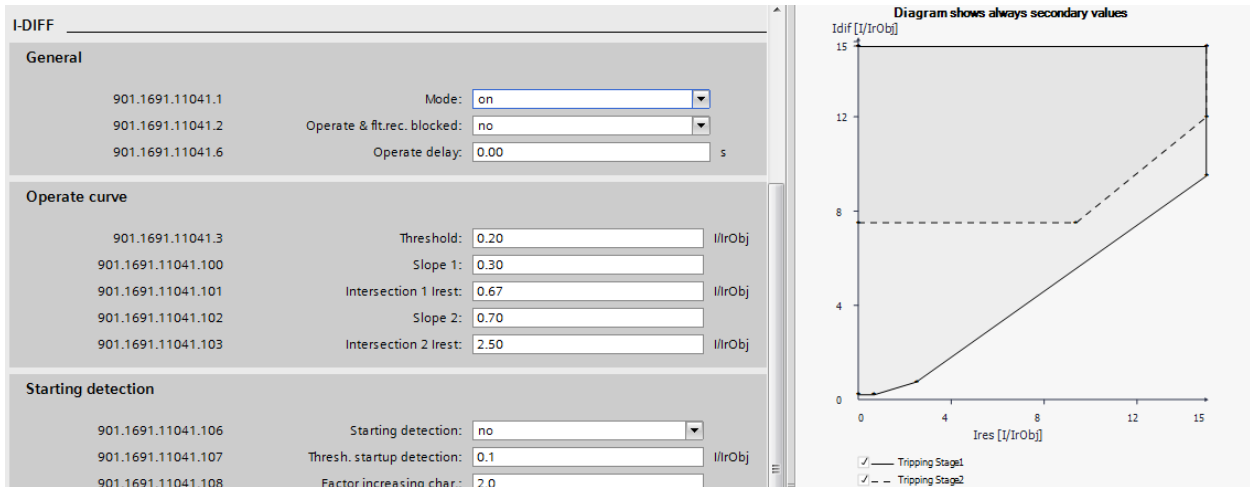 I-DIFF
General
901.1691.11041.1 Mode: on
901.1691.11041.2 Operate & flt.rec. blocked: no
901.1691.11041.6 Operate delay: 0.00 s
Operate curve
901.1691.11041.3 Threshold: 0.20 I/IrObj
901.1691.11041.100 Slope 1: 0.30
901.1691.11041.101 Intersection 1 Irest: 0.67 I/IrObj
901.1691.11041.102 Slope 2: 0.70
901.1691.11041.103 Intersection 2 Irest: 2.50 I/IrObj
Starting detection
901.1691.11041.106 Starting detection: no
901.1691.11041.107 Thresh. startup detection: 0.1 I/IrObj
901.1691.11041.108 Factor increasing char.: 2.0
Diagram shows always secondary values
Idif [I/IrObj]
15
12
8
4
0
0 4 8 12 15
Ires [I/IrObj]
Tripping Stage1
Tripping Stage2